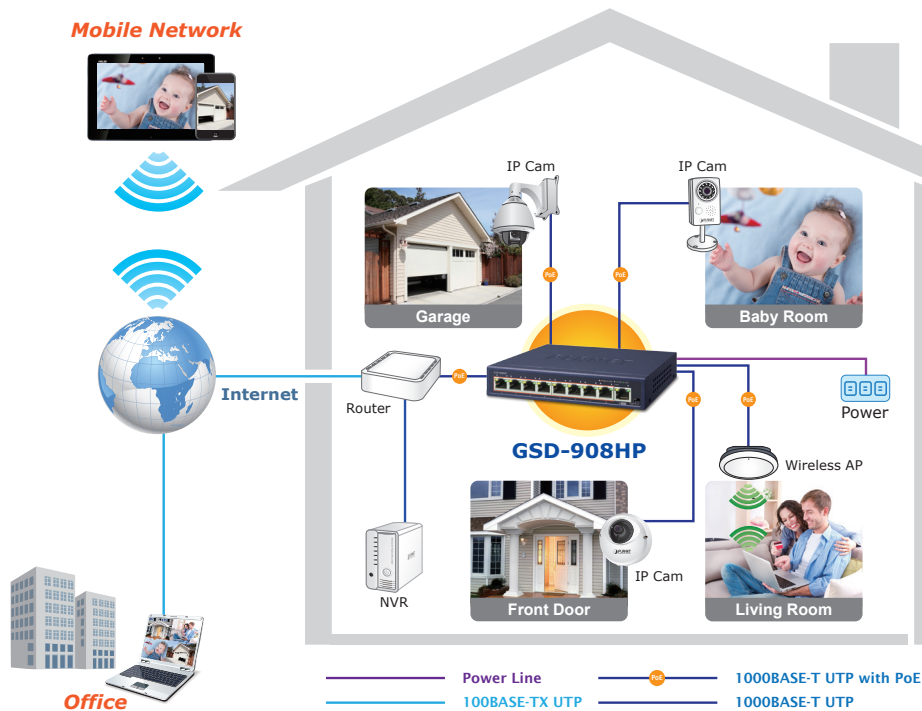 Mobile Network
IP Cam
IP Cam
PoE
PoE
Garage
Baby Room
Internet
Router
PoE
PLANET
GSD-908HP
PoE
PoE
Power
Wireless AP
NVR
IP Cam
Front Door
Living Room
Office
Power Line
PoE
1000BASE-T UTP with PoE
100BASE-TX UTP
1000BASE-T UTP